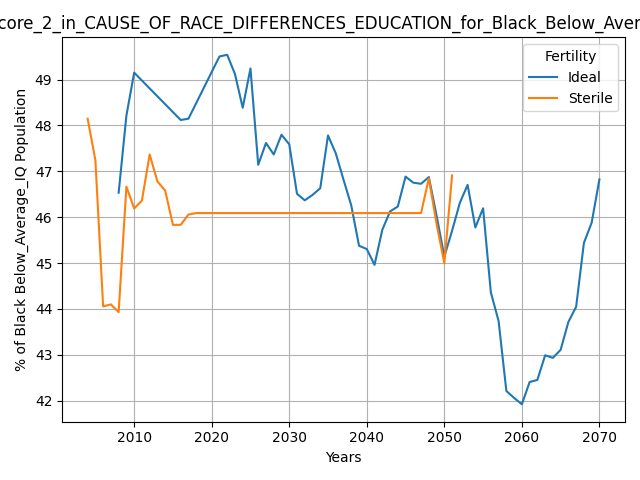 core_2_in_CAUSE_OF_RACE_DIFFERENCES_EDUCATION_for_Black_Below_Aver
Fertility
Ideal
Sterile
% of Black Below_Average_IQ Population
49
48
47
46
45
44
43
42
2010
2020
2030
2040
2050
2060
2070
Years